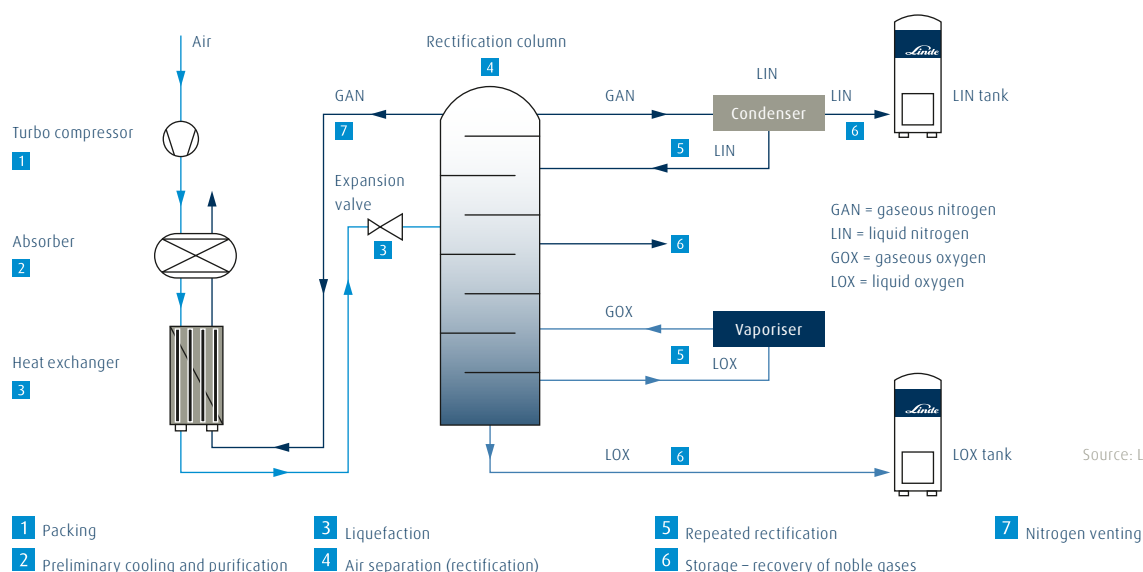 Air
Rectification column
4
Linde
LIN
GAN
GAN
Condenser
LIN
LIN tank
7
6
Turbo compressor
1
5
LIN
Expansion
valve
GAN = gaseous nitrogen
LIN = liquid nitrogen
GOX = gaseous oxygen
LOX = liquid oxygen
Absorber
2
3
6
GOX
Vaporiser
5
LOX
Heat exchanger
3
Linde
LOX
6
LOX tank
Source: L
1 Packing
2 Preliminary cooling and purification
3 Liquefaction
4 Air separation (rectification)
5 Repeated rectification
6 Storage – recovery of noble gases
7 Nitrogen venting